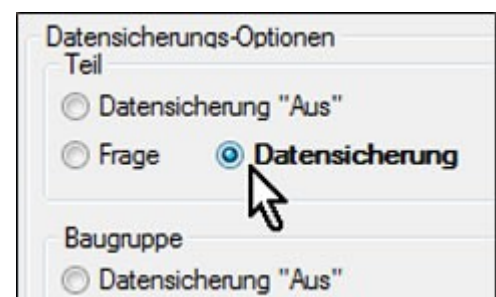 Datensicherungs-Optionen
Teil
Datensicherung "Aus"
Frage Datensicherung
Baugruppe
Datensicherung "Aus"